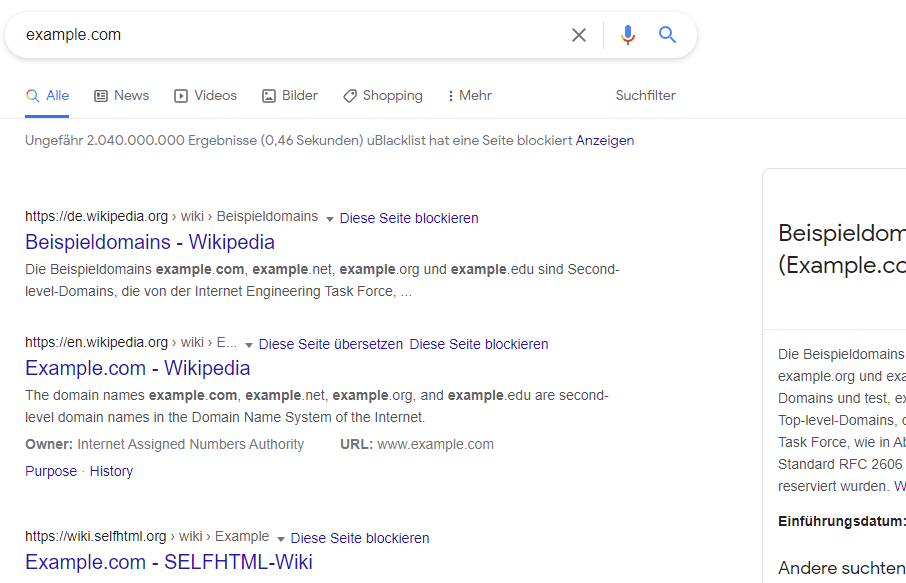 example.com
Alle News Videos Bilder Shopping Mehr Suchfilter
Ungefähr 2.040.000.000 Ergebnisse (0,46 Sekunden) uBlacklist hat eine Seite blockiert Anzeigen
https://de.wikipedia.org › wiki › Beispieldomains Diese Seite blockieren
Beispieldomains - Wikipedia
Die Beispieldomains example.com, example.net, example.org und example.edu sind Second-
level-Domains, die von der Internet Engineering Task Force, ...
https://en.wikipedia.org › wiki › E... Diese Seite übersetzen Diese Seite blockieren
Example.com - Wikipedia
The domain names example.com, example.net, example.org, and example.edu are second-
level domain names in the Domain Name System of the Internet.
Owner: Internet Assigned Numbers Authority URL: www.example.com
Purpose · History
https://wiki.selfhtml.org › wiki › Example Diese Seite blockieren
Example.com - SELFHTML-Wiki
Beispieldom
(Example.co
Die Beispieldomains
example.org und exa
Domains und test, ex
Top-level-Domains, d
Task Force, wie in Ab
Standard RFC 2606
reserviert wurden. W
Einführungsdatum:
Andere suchten